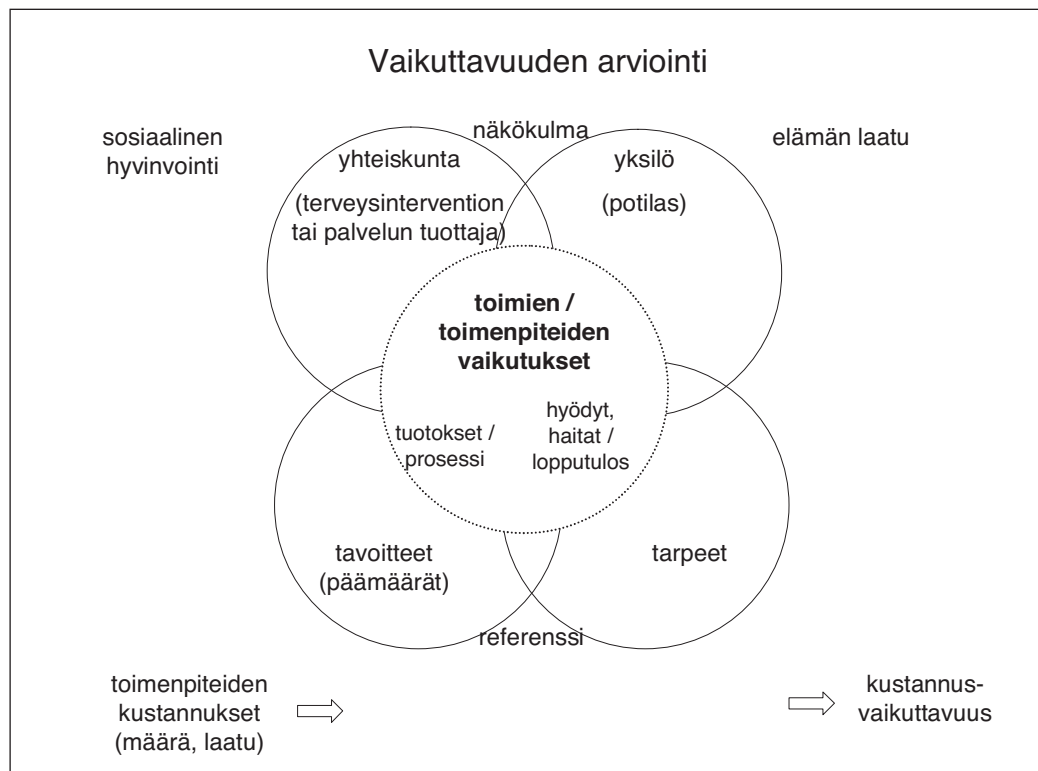 Vaikuttavuuden arviointi
sosiaalinen
hyvinvointi
näkökulma
elämän laatu
yhteiskunta
(terveysintervention
tai palvelun tuottaja)
yksilö
(potilas)
toimien /
toimenpiteiden
vaikutukset
tuotokset /
prosessi
hyödyt,
haitat /
lopputulos
tavoitteet
(päämäärät)
tarpeet
referenssi
toimenpiteiden
kustannukset
(määrä, laatu)
kustannus-
vaikuttavuus